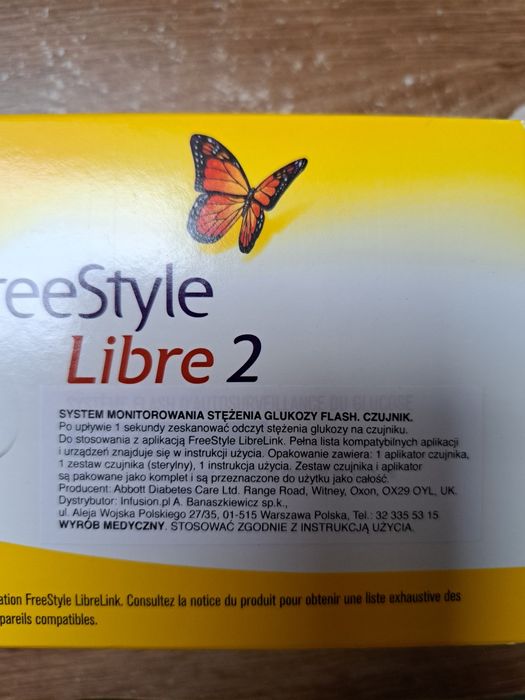 reeStyle
Libre 2
SYSTEM MONITOROWANIA STĘŻENIA GLUKOZY FLASH. CZUJNIK.
Po upływie 1 sekundy zeskanować odczyt stężenia glukozy na czujniku.
Do stosowania z aplikacją FreeStyle LibreLink. Pełna lista kompatybilnych aplikacji
i urządzeń znajduje się w instrukcji użycia. Opakowanie zawiera: 1 aplikator czujnika,
1 zestaw czujnika (sterylny), 1 instrukcja użycia. Zestaw czujnika i aplikator
są pakowane jako komplet i są przeznaczone do użytku jako całość.
Producent: Abbott Diabetes Care Ltd. Range Road, Witney, Oxon, OX29 OYL, UK.
Dystrybutor: Infusion.pl A. Banaszkiewicz sp.k.,
ul. Aleja Wojska Polskiego 27/35, 01-515 Warszawa Polska, Tel.: 32 335 53 15
WYRÓB MEDYCZNY. STOSOWAĆ ZGODNIE Z INSTRUKCJĄ UŻYCIA.
ation FreeStyle LibreLink. Consultez la notice du produit pour obtenir une liste exhaustive des
pareils compatibles.